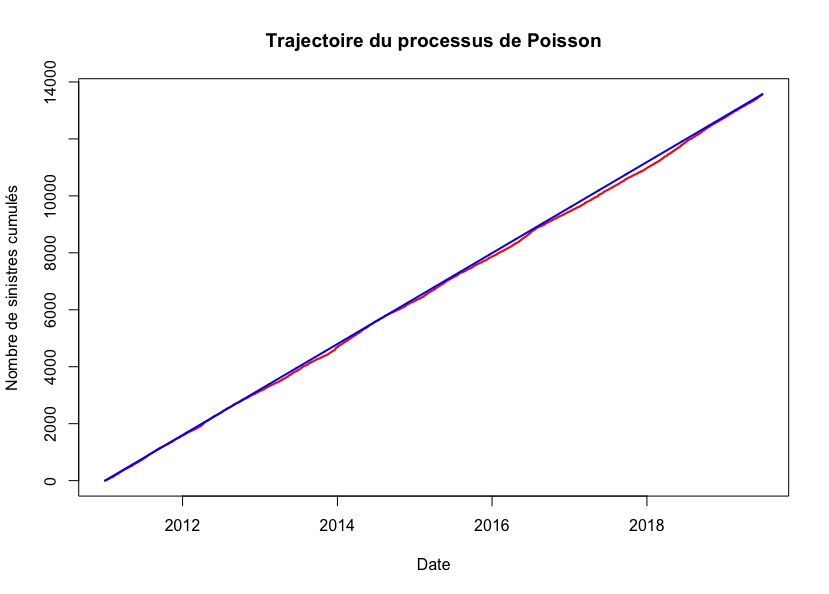 Trajectoire du processus de Poisson
Nombre de sinistres cumulés
14000
10000
8000
6000
4000
2000
0
2012 2014 2016 2018
Date